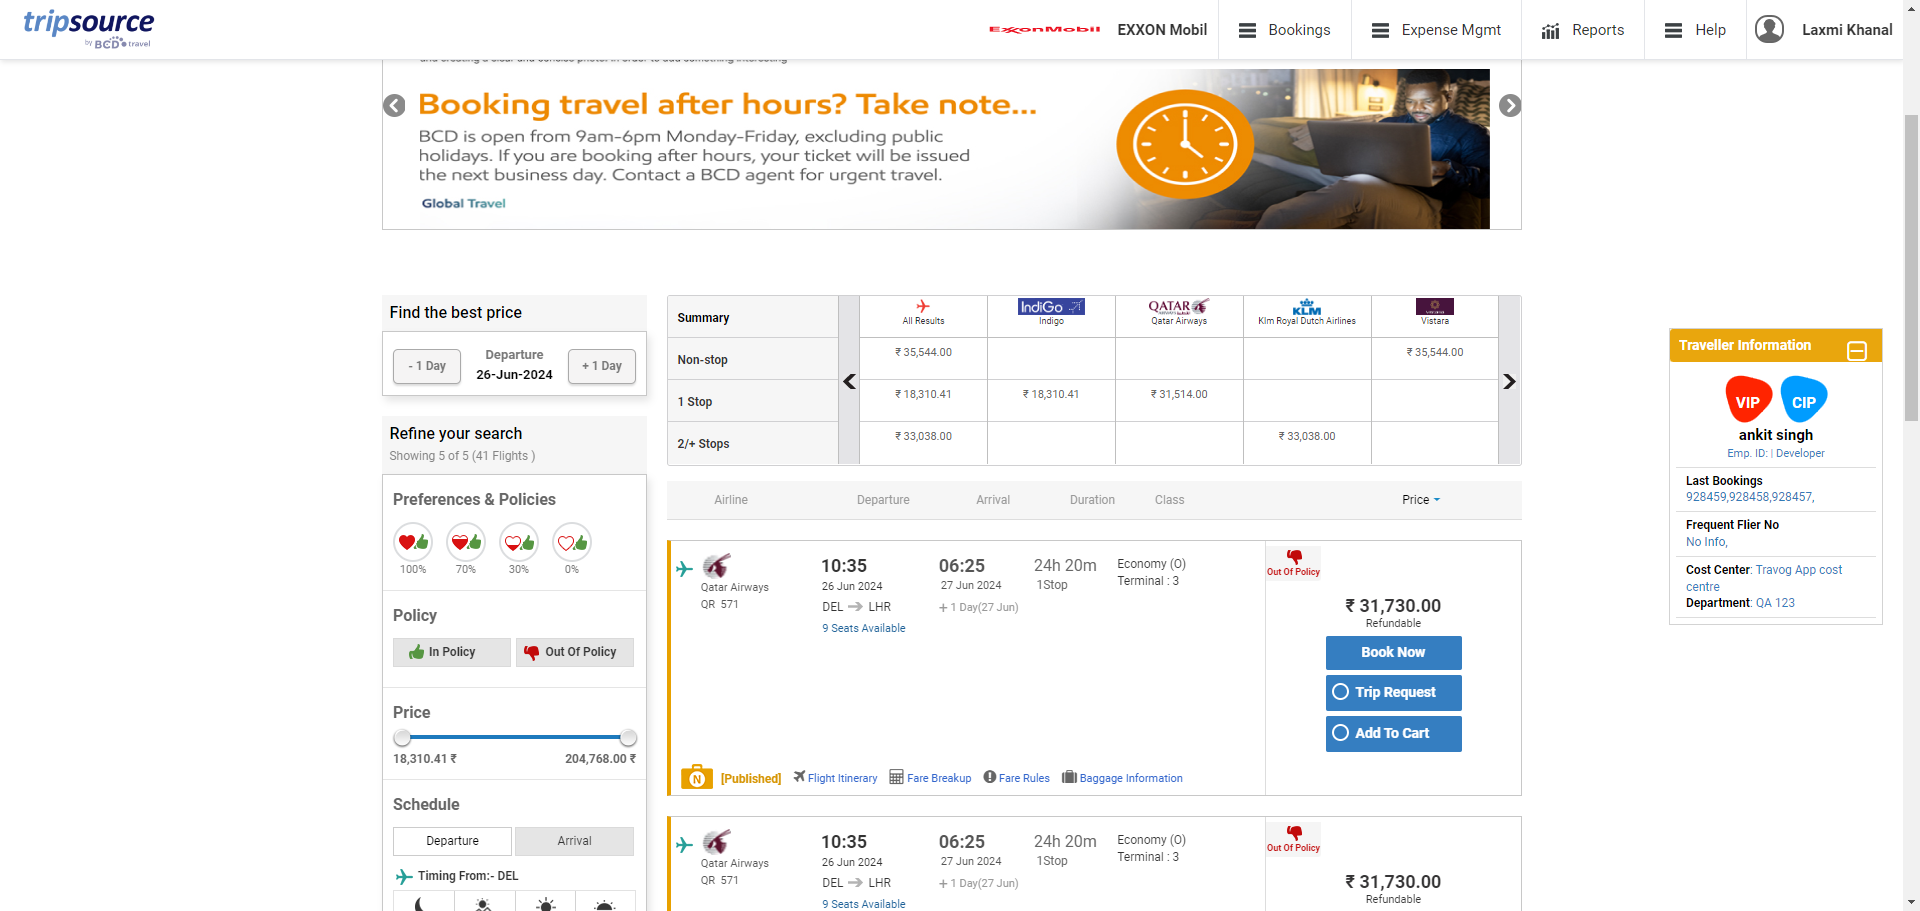 tripsource
by BCD travel
ExxonMobil
EXXON Mobil
Bookings
Expense Mgmt
Reports
Help
Laxmi Khanal
and creating a clear and concise photo. In order to add something interesting
Booking travel after hours? Take note...
BCD is open from 9am-6pm Monday-Friday, excluding public
holidays. If you are booking after hours, your ticket will be issued
the next business day. Contact a BCD agent for urgent travel.
Global Travel
Find the best price
- 1 Day
Departure
26-Jun-2024
+ 1 Day
Refine your search
Showing 5 of 5 (41 Flights )
Preferences & Policies
100%
70%
30%
0%
Policy
In Policy
Out Of Policy
Price
18,310.41 ₹
204,768.00 ₹
Schedule
Departure
Arrival
Timing From:- DEL
Summary
All Results
IndiGo
Indigo
QATAR
AIRWAYS
Qatar Airways
KLM
Klm Royal Dutch Airlines
Vistara
Non-stop
₹ 35,544.00
₹ 35,544.00
1 Stop
₹ 18,310.41
₹ 18,310.41
₹ 31,514.00
2/+ Stops
₹ 33,038.00
₹ 33,038.00
Airline
Departure
Arrival
Duration
Class
Price
Qatar Airways
QR 571
10:35
26 Jun 2024
DEL LHR
9 Seats Available
06:25
27 Jun 2024
+ 1 Day(27 Jun)
24h 20m
1Stop
Economy (O)
Terminal : 3
Out Of Policy
₹ 31,730.00
Refundable
Book Now
Trip Request
Add To Cart
N
[Published]
Flight Itinerary
Fare Breakup
Fare Rules
Baggage Information
Qatar Airways
QR 571
10:35
26 Jun 2024
DEL LHR
9 Seats Available
06:25
27 Jun 2024
+ 1 Day(27 Jun)
24h 20m
1Stop
Economy (O)
Terminal : 3
Out Of Policy
₹ 31,730.00
Refundable
Traveller Information
VIP
CIP
ankit singh
Emp. ID: | Developer
Last Bookings
928459,928458,928457,
Frequent Flier No
No Info,
Cost Center: Travog App cost
centre
Department: QA 123